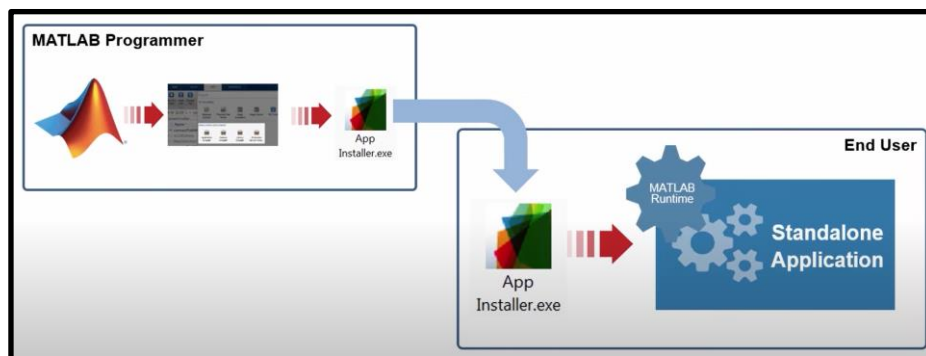 MATLAB Programmer
App
Installer.exe
End User
App
Installer.exe
MATLAB
Runtime
Standalone
Application